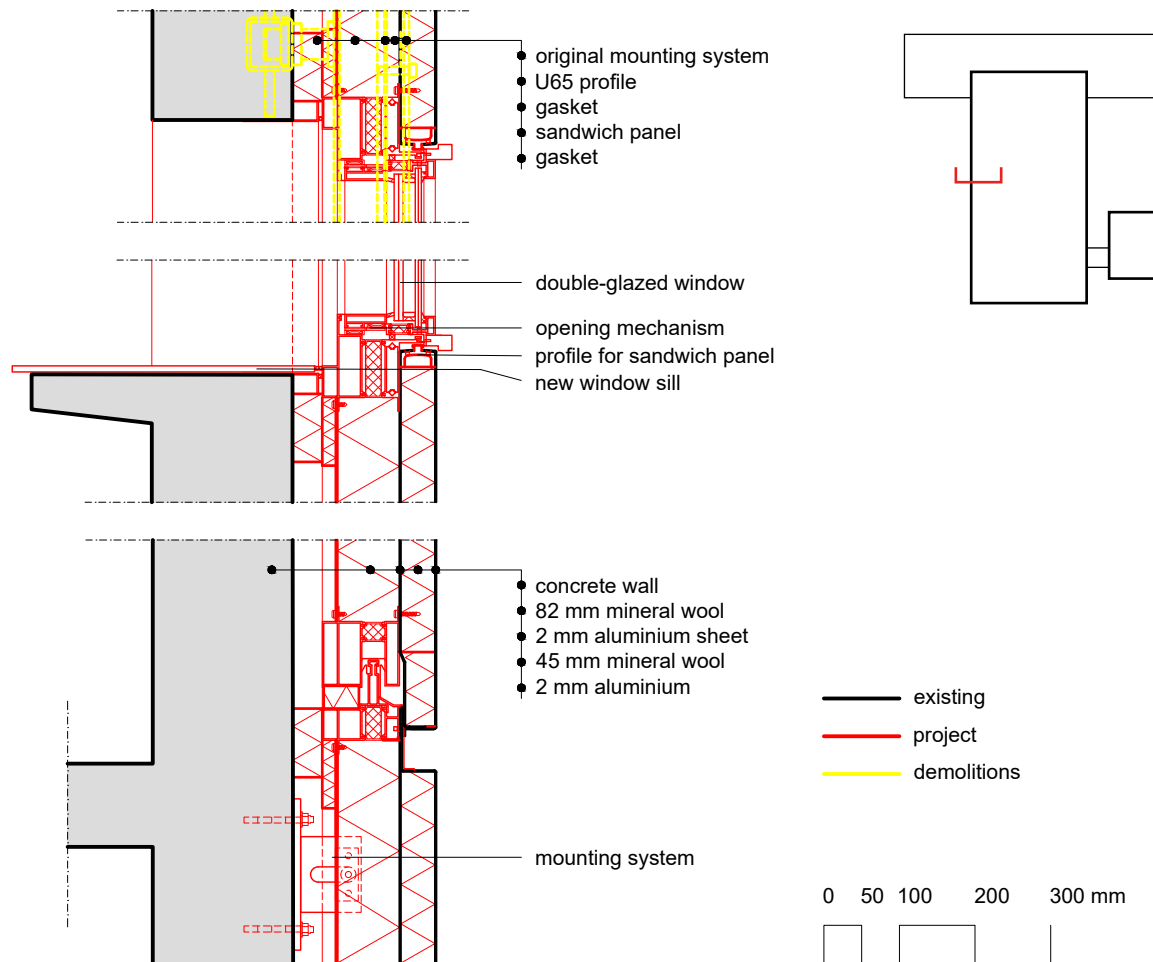 original mounting system
U65 profile
gasket
sandwich panel
gasket
double-glazed window
opening mechanism
profile for sandwich panel
new window sill
concrete wall
82 mm mineral wool
2 mm aluminium sheet
45 mm mineral wool
2 mm aluminium
existing
project
demolitions
mounting system
0 50 100 200 300 mm